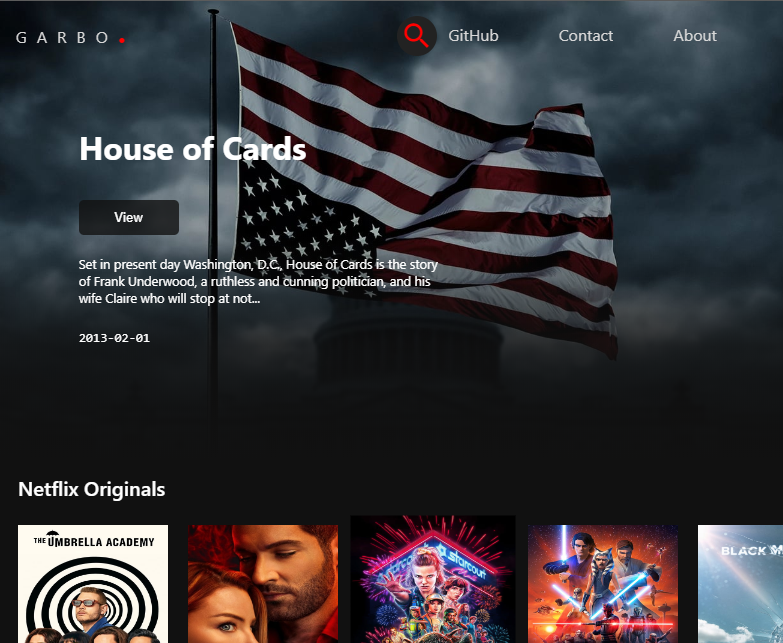 GARBO.
GitHub
Contact
About
House of Cards
View
Set in present day Washington, D.C., House of Cards is the story
of Frank Underwood, a ruthless and cunning politician, and his
wife Claire who will stop at not...
2013-02-01
Netflix Originals
THE UMBRELLA ACADEMY
starcourt
BLACK M